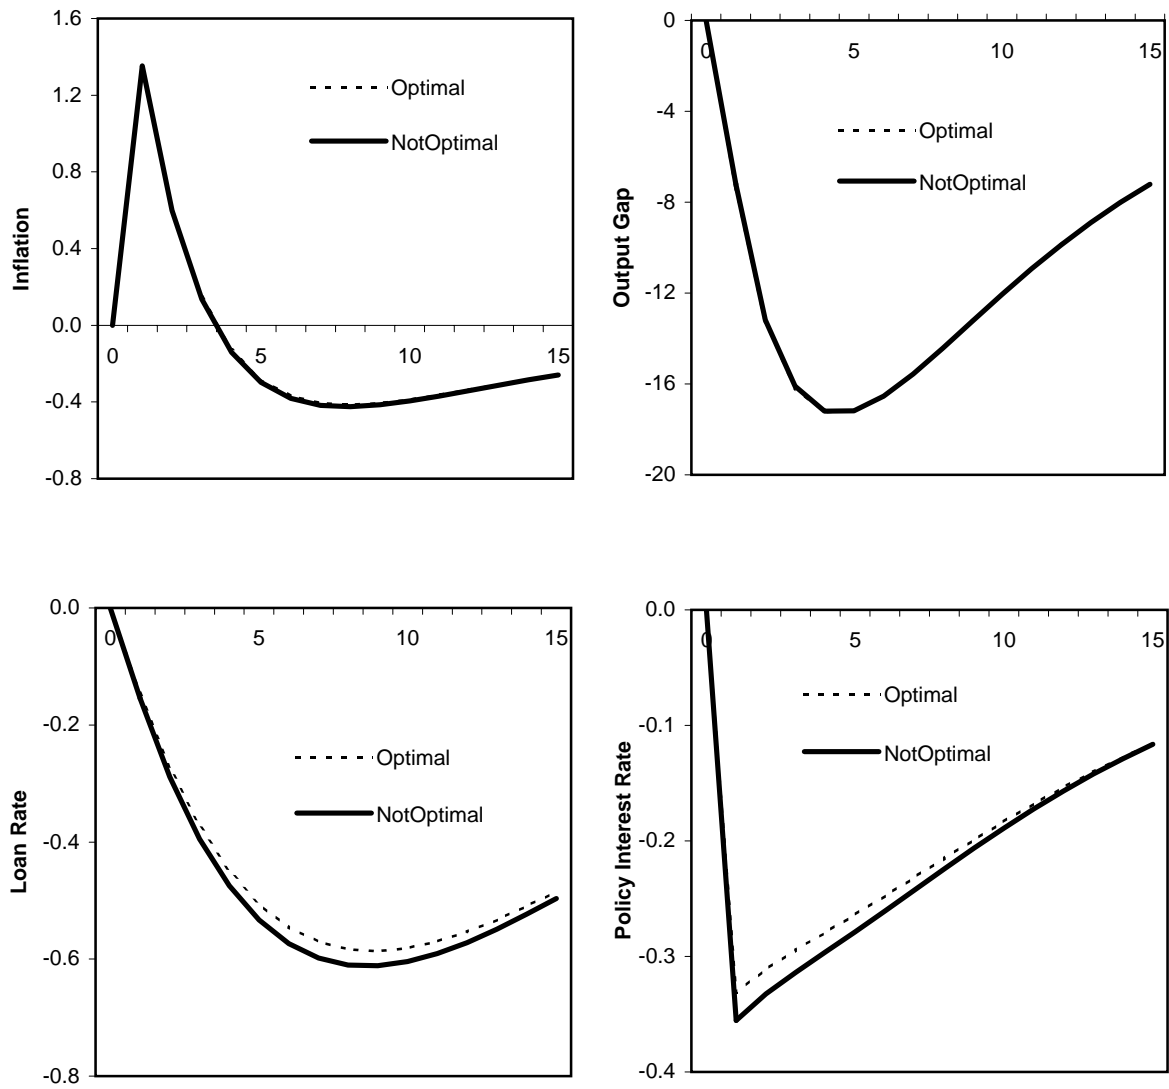 1.6
1.2
0.8
0.4
0.0
-0.4
-0.8
Inflation
0 5 10 15
Optimal
NotOptimal
0
-4
-8
-12
-16
-20
Output Gap
0 5 10 15
Optimal
NotOptimal
0.0
-0.2
-0.4
-0.6
-0.8
Loan Rate
0 5 10 15
Optimal
NotOptimal
0.0
-0.1
-0.2
-0.3
-0.4
Policy Interest Rate
0 5 10 15
Optimal
NotOptimal